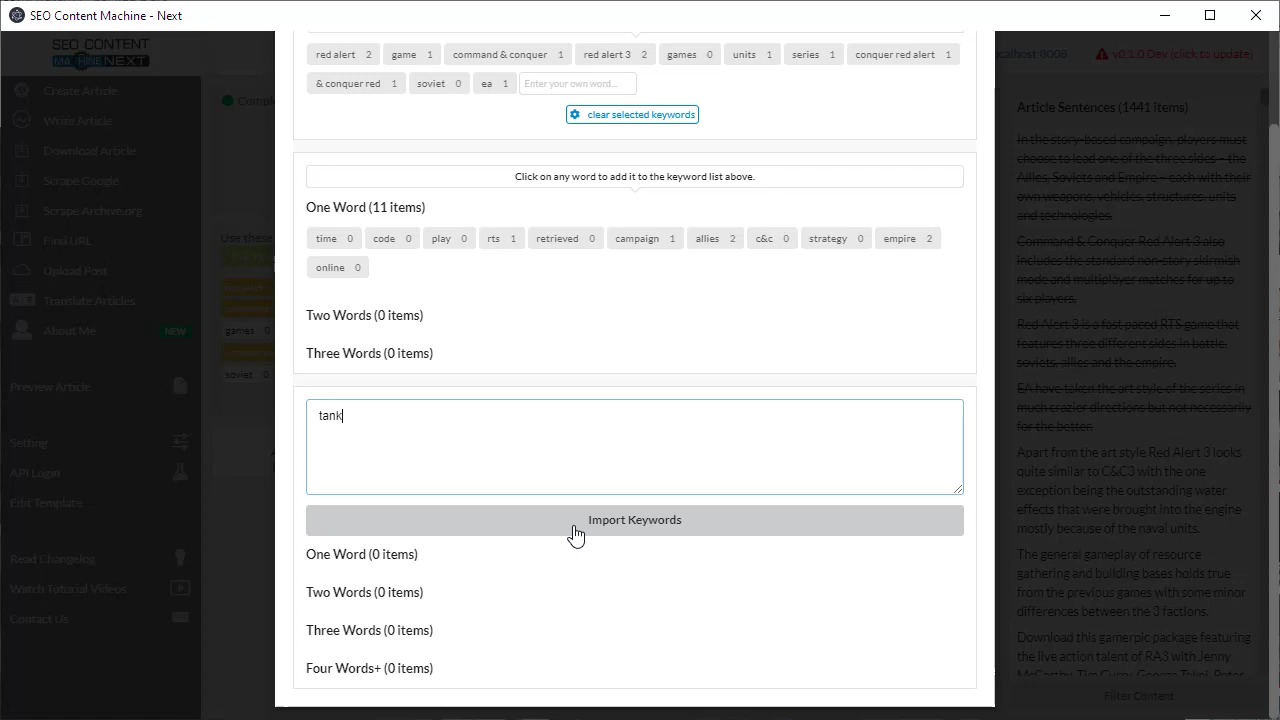 SEO Content Machine - Next
SEO CONTENT
MACHINE NEXT
Create Article
Write Article
Download Article
Scrape Google
Scrape Archive.org
Find URL
Upload Post
Translate Articles
About Me NEW
Preview Article
Setting
API Login
Edit Template
Read Changelog
Watch Tutorial Videos
Contact Us
Use these
games 0
soviet 0
red alert 2 game 1 command & conquer 1 red alert 3 2 games 0 units 1 series 1 conquer red alert 1
& conquer red 1 soviet 0 ea 1 Enter your own word...
clear selected keywords
Click on any word to add it to the keyword list above.
One Word (11 items)
time 0 code 0 play 0 rts 1 retrieved 0 campaign 1 allies 2 c&c 0 strategy 0 empire 2
online 0
Two Words (0 items)
Three Words (0 items)
tank
Import Keywords
One Word (0 items)
Two Words (0 items)
Three Words (0 items)
Four Words+ (0 items)
v0.1.0 Dev (click to update)
Article Sentences (1441 items)
In the story-based campaign, players must
choose to lead one of the three sides – the
Allies, Soviets and Empire – each with their
own weapons, vehicles, structures, units
and technologies.
Command & Conquer Red Alert 3 also
includes the standard non-story skirmish
mode and multiplayer matches for up to
six players.
Red Alert 3 is a fast paced RTS game that
features three different sides in battle,
soviets, allies and the empire.
EA have taken the art style of the series in
much crazier directions but not necessarily
for the better.
Apart from the art style Red Alert 3 looks
quite similar to C&C3 with the one
exception being the outstanding water
effects that were brought into the engine
mostly because of the naval units.
The general gameplay of resource
gathering and building bases holds true
from the previous games with some minor
differences between the 3 factions.
Download this gamerpic package featuring
the live action talent of RA3 with Jenny
McCarthy, Tim Curry, George Takei, Peter
Filter Content